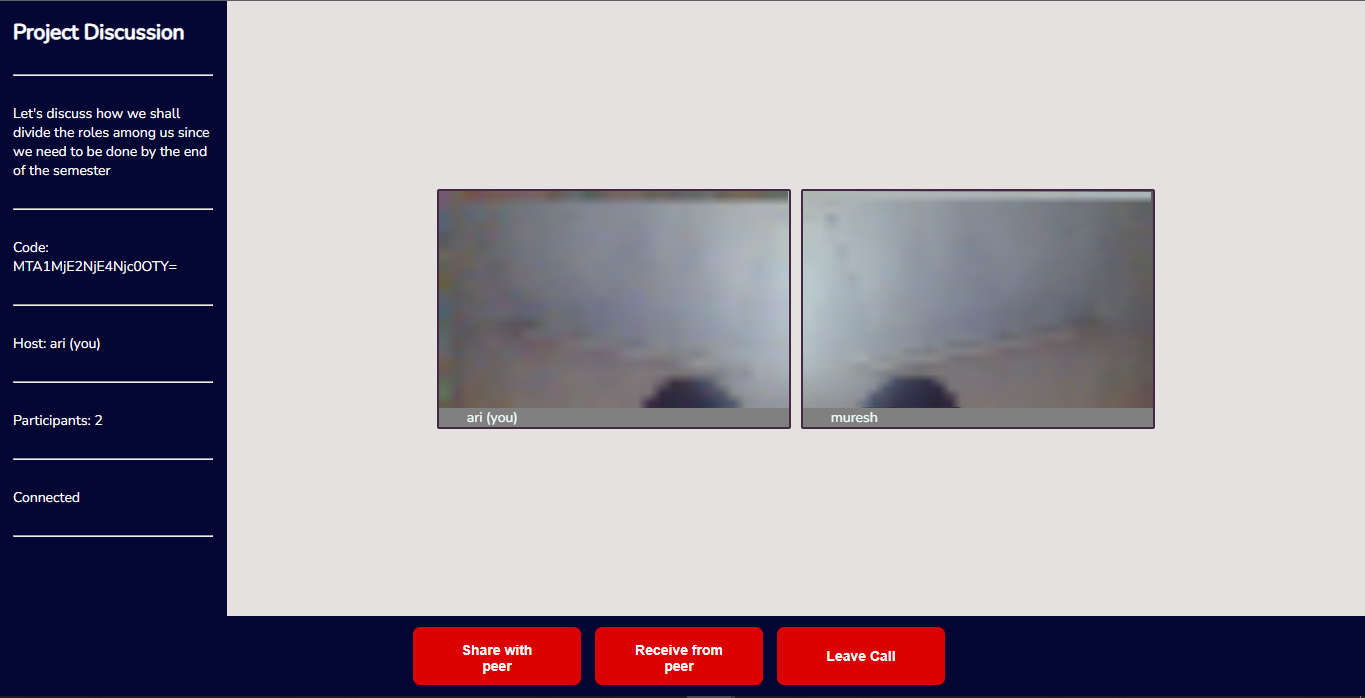 Project Discussion
Let's discuss how we shall
divide the roles among us since
we need to be done by the end
of the semester
Code:
MTA1MjE2NjE4Njc0OTY=
Host: ari (you)
Participants: 2
Connected
ari (you)
muresh
Share with
peer
Receive from
peer
Leave Call